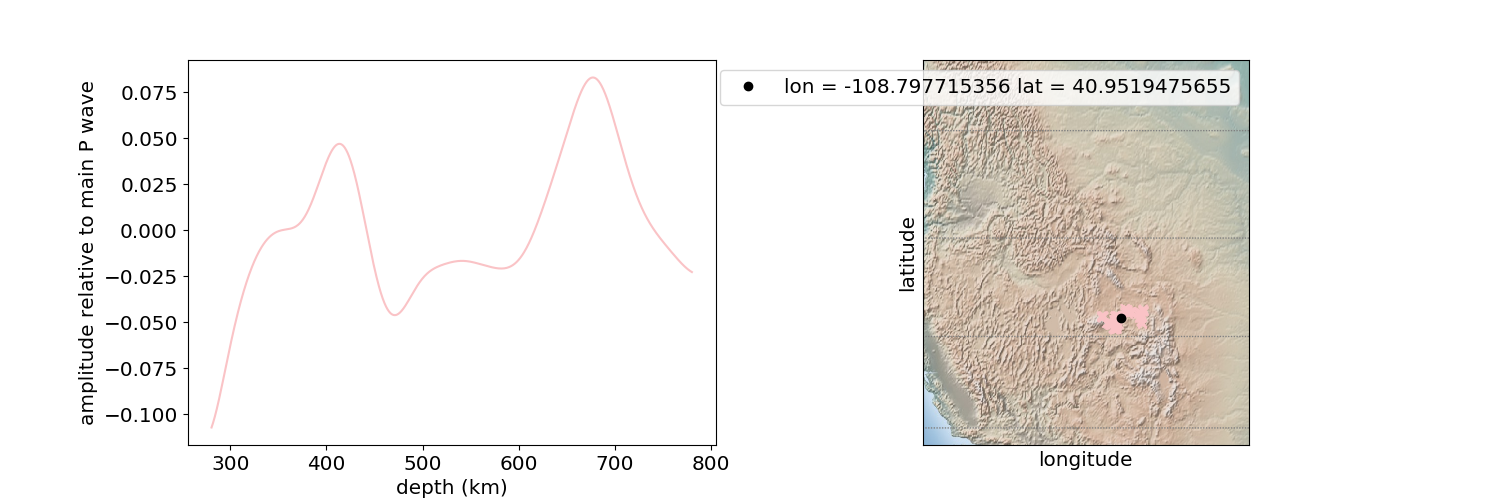 amplitude relative to main P wave
0.075
0.050
0.025
0.000
−0.025
−0.050
−0.075
−0.100
300 400 500 600 700 800
depth (km)
lon = -108.797715356 lat = 40.9519475655
latitude
longitude